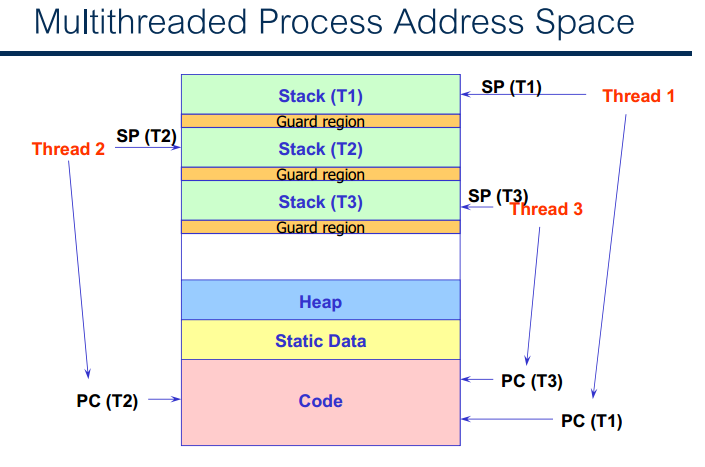 Multithreaded Process Address Space
Stack (T1)
SP (T1)
Thread 1
Guard region
Thread 2
SP (T2)
Stack (T2)
Guard region
Stack (T3)
SP (T3)
Thread 3
Guard region
Heap
Static Data
PC (T3)
PC (T2)
Code
PC (T1)